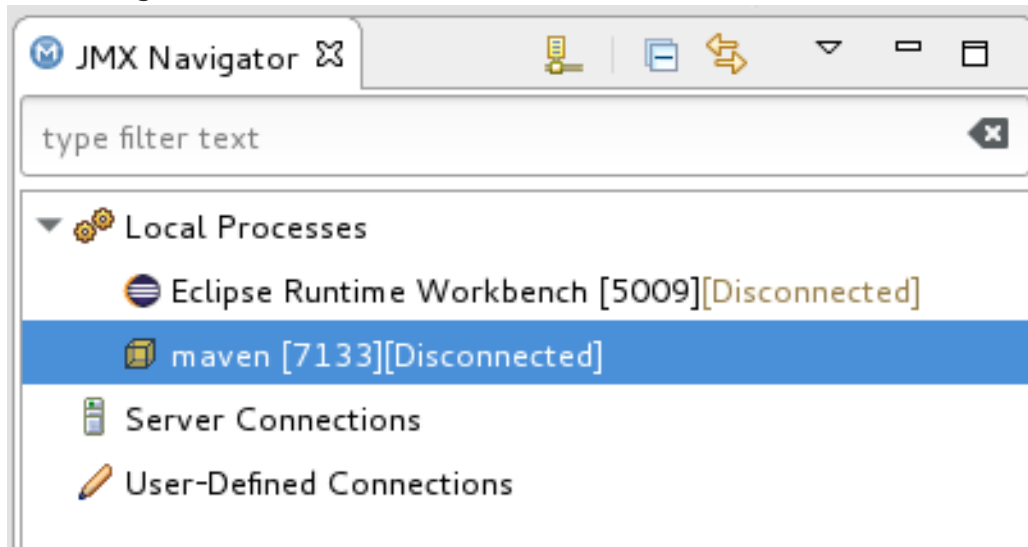 JMX Navigator
type filter text
Local Processes
Eclipse Runtime Workbench [5009][Disconnected]
maven [7133][Disconnected]
Server Connections
User-Defined Connections